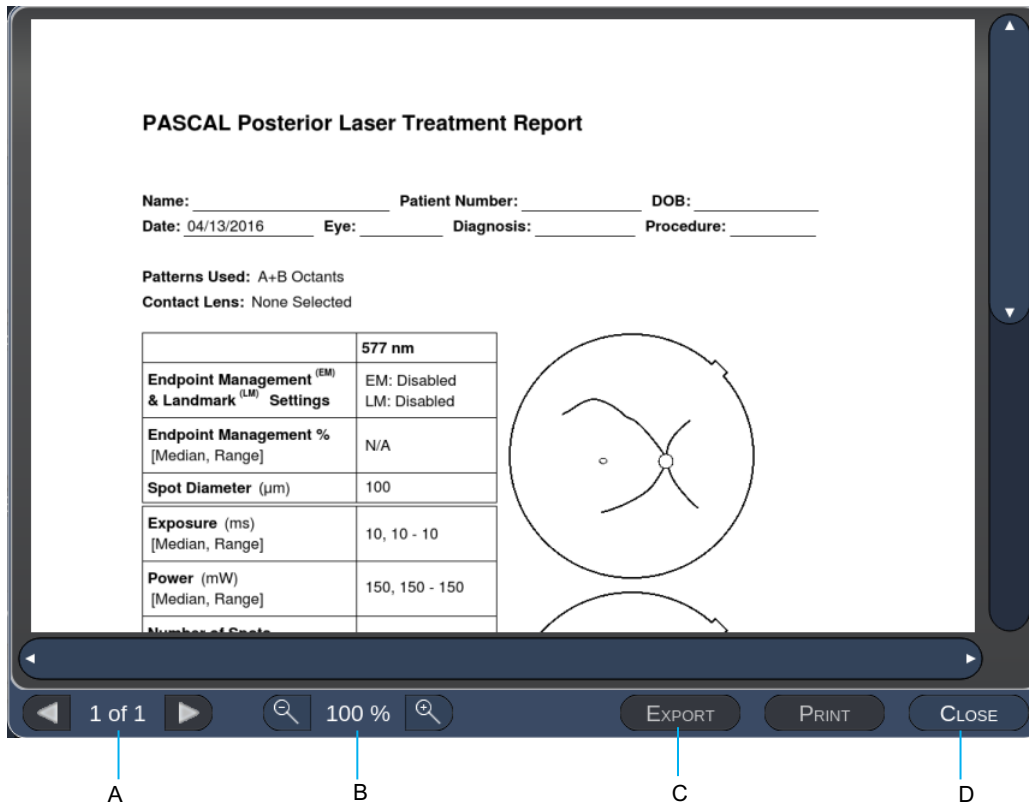 PASCAL Posterior Laser Treatment Report
Name: Patient Number: DOB:
Date: 04/13/2016 Eye: Diagnosis: Procedure:
Patterns Used: A+B Octants
Contact Lens: None Selected
577 nm
Endpoint Management (EM)
& Landmark (LM) Settings
EM: Disabled
LM: Disabled
Endpoint Management %
[Median, Range]
N/A
Spot Diameter (µm) 100
Exposure (ms)
[Median, Range]
10, 10 - 10
Power (mW)
[Median, Range]
150, 150 - 150
Number of Spots
1 of 1 100 % EXPORT PRINT CLOSE
A B C D